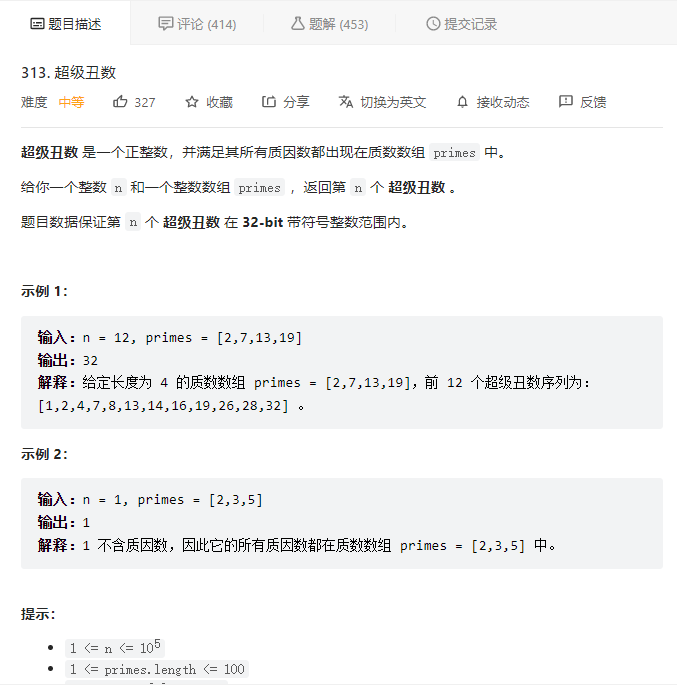 题目描述 评论 (414) 题解 (453) 提交记录
313. 超级丑数
难度 中等 327 收藏 分享 切换为英文 接收动态 反馈
超级丑数 是一个正整数，并满足其所有质因数都出现在质数数组 primes 中。
给你一个整数 n 和一个整数数组 primes ，返回第 n 个 超级丑数 。
题目数据保证第 n 个 超级丑数 在 32-bit 带符号整数范围内。
示例 1：
输入：n = 12, primes = [2,7,13,19]
输出：32
解释：给定长度为 4 的质数数组 primes = [2,7,13,19]，前 12 个超级丑数序列为：
[1,2,4,7,8,13,14,16,19,26,28,32] 。
示例 2：
输入：n = 1, primes = [2,3,5]
输出：1
解释：1 不含质因数，因此它的所有质因数都在质数数组 primes = [2,3,5] 中。
提示：
1 <= n <= 10⁵
1 <= primes.length <= 100